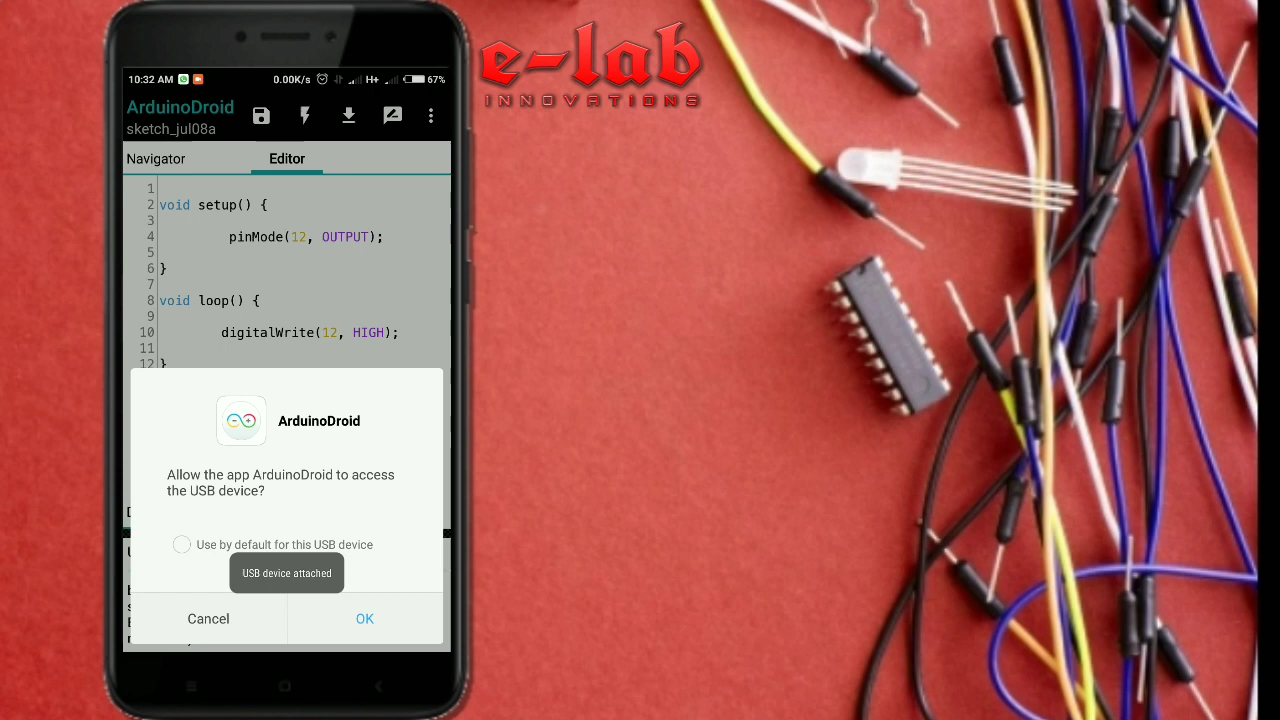 e-lab
INNOVATIONS
10:32 AM 0.00K/s H+ 67%
ArduinoDroid
sketch_jul08a
Navigator Editor
1
2 void setup() {
3
4 pinMode(12, OUTPUT);
5
6 }
7
8 void loop() {
9
10 digitalWrite(12, HIGH);
11
12 }
ArduinoDroid
Allow the app ArduinoDroid to access
the USB device?
Use by default for this USB device
USB device attached
Cancel OK